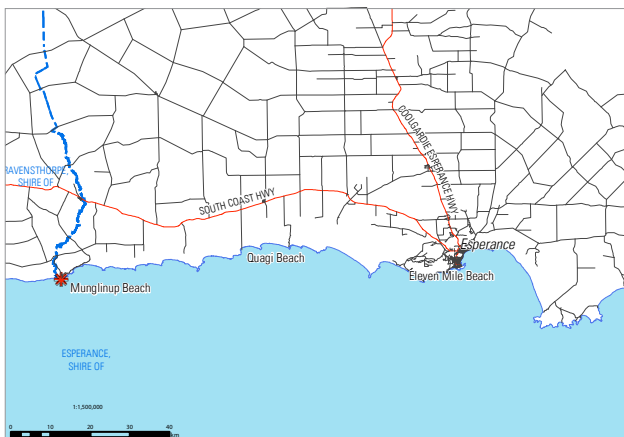 COOLGARDIE ESPERANCE HWY
RAVENSTHORPE,
SHIRE OF
SOUTH COAST HWY
Esperance
Quagi Beach
Eleven Mile Beach
Munglinup Beach
ESPERANCE,
SHIRE OF
1:1,500,000
0 10 20 30 40
km